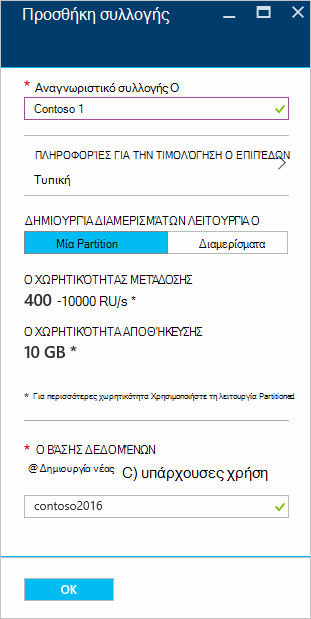 Προσθήκη συλλογής
* Αναγνωριστικό συλλογής Ο
Contoso 1
ΠΛΗΡΟΦΟΡΊΕΣ ΓΙΑ ΤΗΝ ΤΙΜΟΛΌΓΗΣΗ Ο ΕΠΙΠΈΔΩΝ
Τυπική
ΔΗΜΙΟΥΡΓΊΑ ΔΙΑΜΕΡΙΣΜΆΤΩΝ ΛΕΙΤΟΥΡΓΊΑ Ο
Μία Partition Διαμερίσματα
Ο ΧΩΡΗΤΙΚΌΤΗΤΑΣ ΜΕΤΆΔΟΣΗΣ
400 -10000 RU/s *
Ο ΧΩΡΗΤΙΚΌΤΗΤΑ ΑΠΟΘΉΚΕΥΣΗΣ
10 GB *
* Για περισσότερες χωρητικότητα Χρησιμοποιήστε τη λειτουργία Partitioned.
* Ο ΒΆΣΗΣ ΔΕΔΟΜΈΝΩΝ
@ Δημιουργία νέας C) υπάρχουσες χρήση
contoso2016
OK